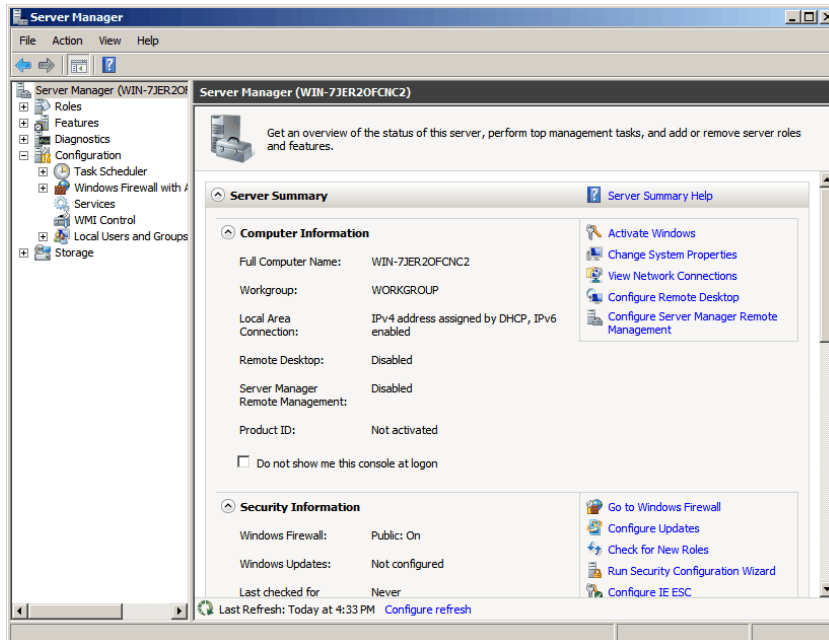 Server Manager
File Action View Help
Server Manager (WIN-7JER2OF
Roles
Features
Diagnostics
Configuration
Task Scheduler
Windows Firewall with A
Services
WMI Control
Local Users and Groups
Storage
Server Manager (WIN-7JER2OFCNC2)
Get an overview of the status of this server, perform top management tasks, and add or remove server roles
and features.
Server Summary
Server Summary Help
Computer Information
Full Computer Name: WIN-7JER2OFCNC2
Workgroup: WORKGROUP
Local Area
Connection:
IPv4 address assigned by DHCP, IPv6
enabled
Remote Desktop: Disabled
Server Manager
Remote Management:
Disabled
Product ID: Not activated
Do not show me this console at logon
Activate Windows
Change System Properties
View Network Connections
Configure Remote Desktop
Configure Server Manager Remote
Management
Security Information
Windows Firewall: Public: On
Windows Updates: Not configured
Last checked for Never
Go to Windows Firewall
Configure Updates
Check for New Roles
Run Security Configuration Wizard
Configure IE ESC
Last Refresh: Today at 4:33 PM Configure refresh